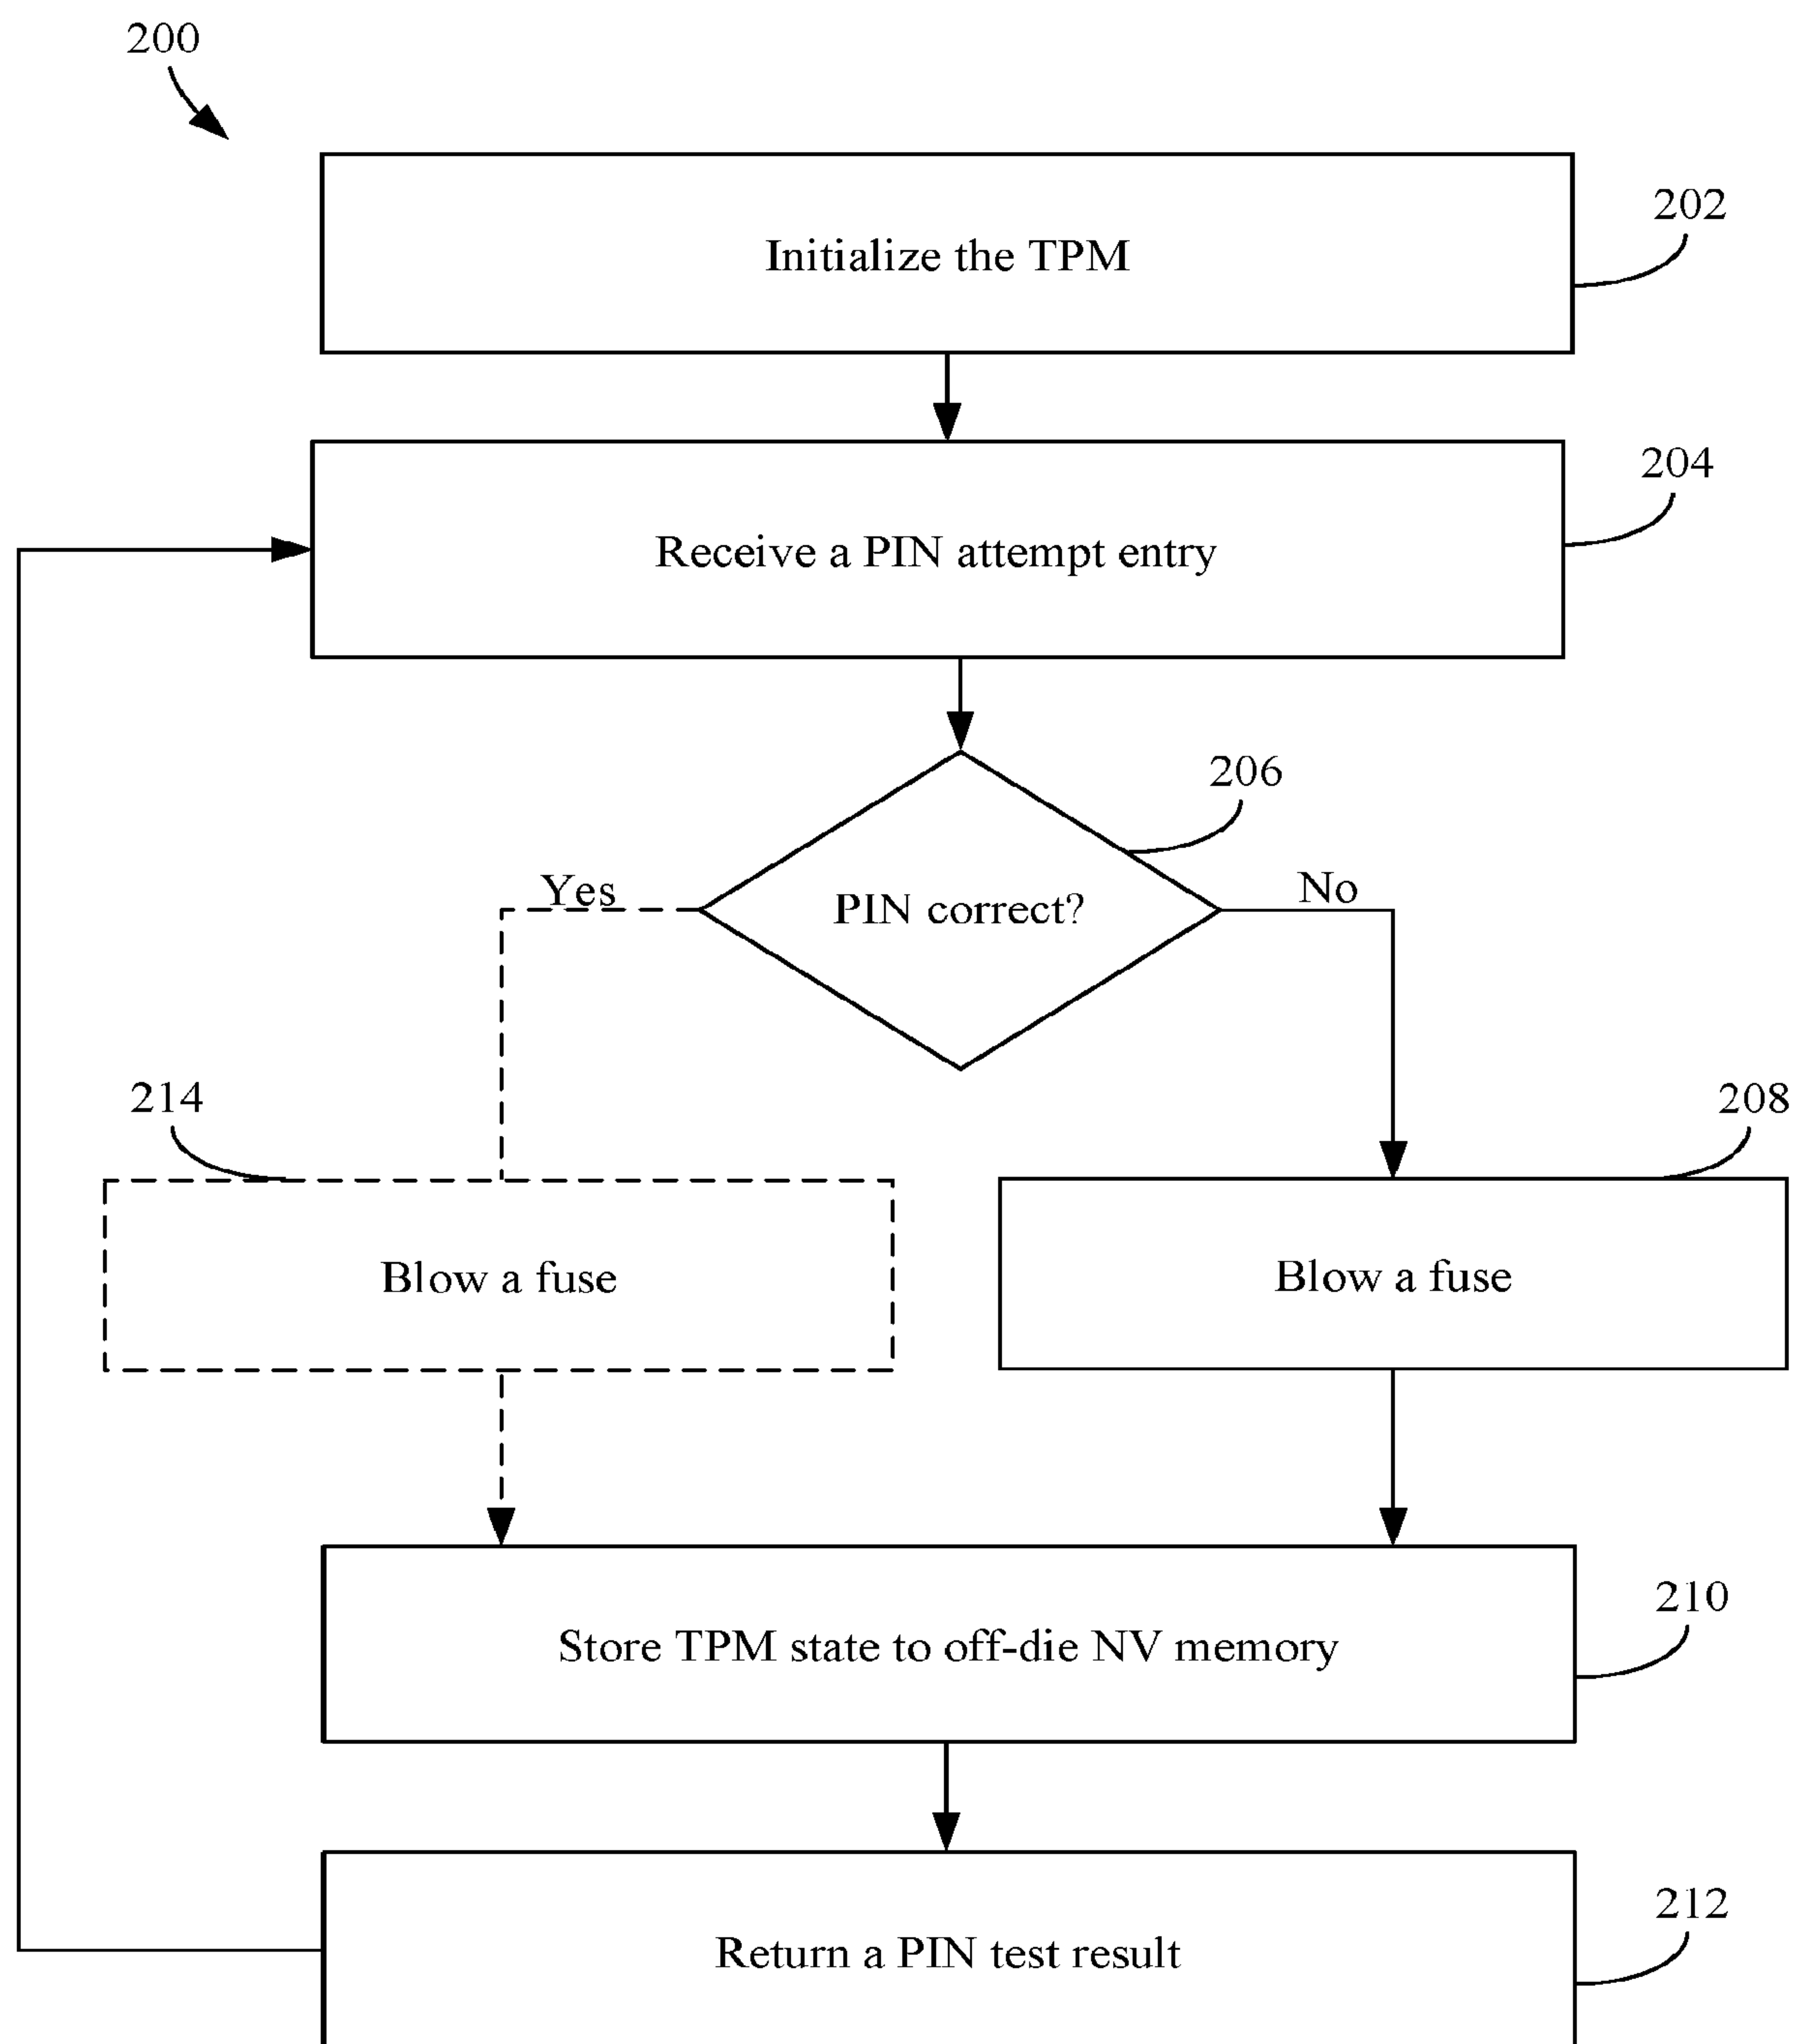 200
202
Initialize the TPM
204
Receive a PIN attempt entry
206
Yes
No
PIN correct?
214
208
Blow a fuse
Blow a fuse
210
Store TPM state to off-die NV memory
212
Return a PIN test result